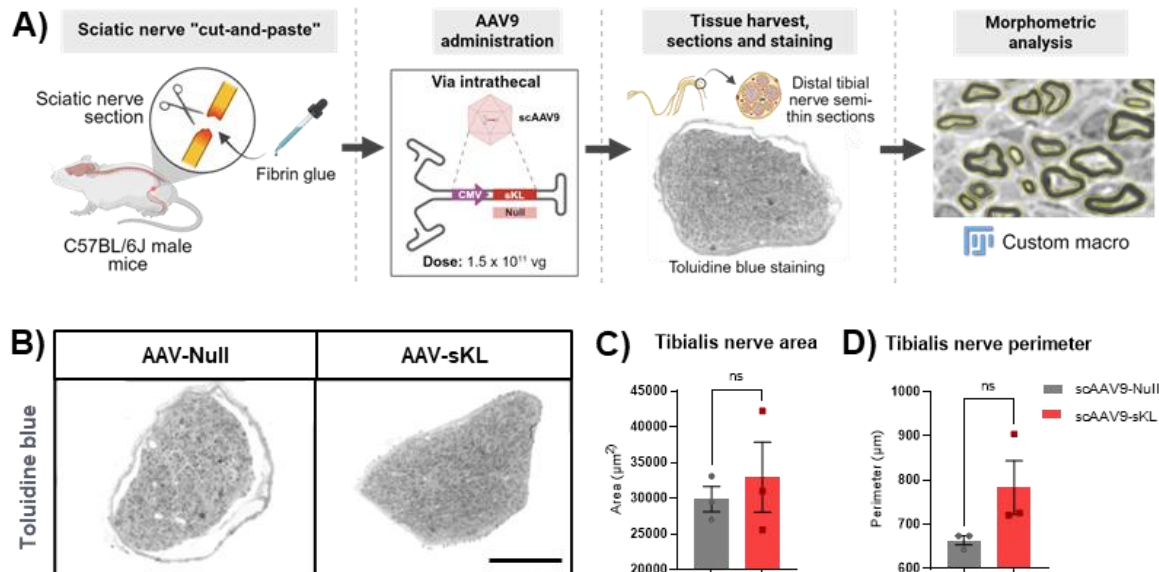 A)
Sciatic nerve "cut-and-paste"
Sciatic nerve
section
Fibrin glue
C57BL/6J male
mice
AAV9
administration
Via intrathecal
scAAV9
CMV
sKL
Null
Dose: 1.5 x 10¹¹ vg
Tissue harvest,
sections and staining
Distal tibial
nerve semi-
thin sections
Toluidine blue staining
Morphometric
analysis
Custom macro
B)
AAV-Null
AAV-sKL
Toluidine blue
C) Tibialis nerve area
ns
Area (µm²)
45000
40000
35000
30000
25000
20000
D) Tibialis nerve perimeter
ns
Perimeter (µm)
1000
900
800
700
600
scAAV9-Null
scAAV9-sKL